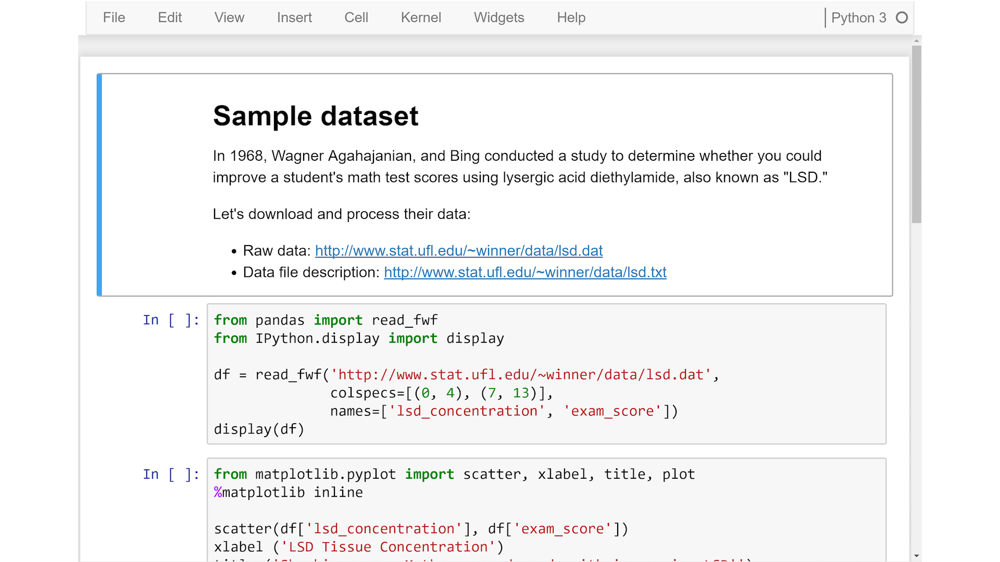 File Edit View Insert Cell Kernel Widgets Help Python 3
Sample dataset
In 1968, Wagner Agahajanian, and Bing conducted a study to determine whether you could
improve a student's math test scores using lysergic acid diethylamide, also known as "LSD."
Let's download and process their data:
• Raw data: http://www.stat.ufl.edu/~winner/data/lsd.dat
• Data file description: http://www.stat.ufl.edu/~winner/data/lsd.txt
In [ ]: from pandas import read_fwf
from IPython.display import display
df = read_fwf('http://www.stat.ufl.edu/~winner/data/lsd.dat',
colspecs=[(0, 4), (7, 13)],
names=['lsd_concentration', 'exam_score'])
display(df)
In [ ]: from matplotlib.pyplot import scatter, xlabel, title, plot
%matplotlib inline
scatter(df['lsd_concentration'], df['exam_score'])
xlabel ('LSD Tissue Concentration')